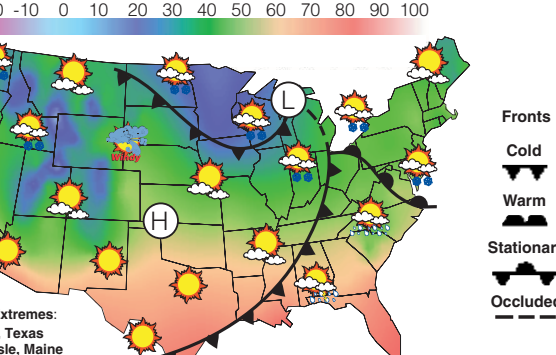 -10 0 10 20 30 40 50 60 70 80 90 100
L
Fronts
Cold
Windy
Warm
H
Stationar
Occlude
xtremes:
, Texas
sle, Maine